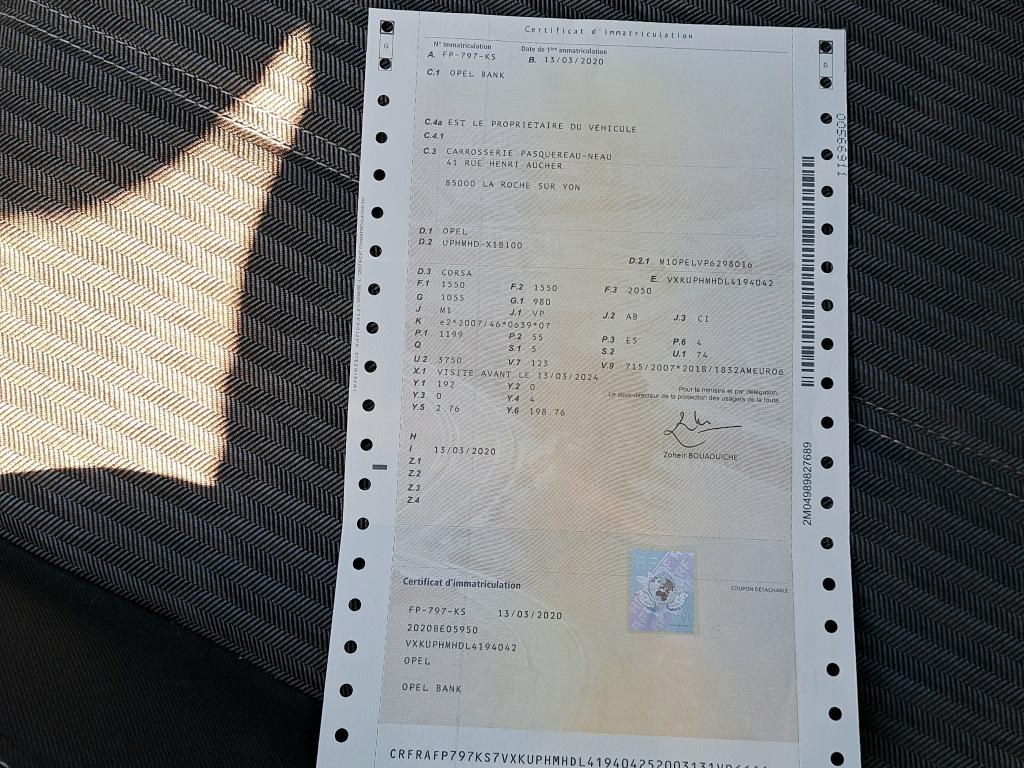 Certificat d'immatriculation
G
D
N° Immatriculation Date de 1ère immatriculation
A. FP-797-KS B. 13/03/2020
C.1 OPEL BANK
C.4a EST LE PROPRIETAIRE DU VEHICULE
C.4.1
C.3 CARROSSERIE PASQUEREAU-NEAU
41 RUE HENRI AUCHER
85000 LA ROCHE SUR YON
D.1 OPEL
D.2 UPHMHD-X1B100
D.2.1 M10PELVP6298016
D.3 CORSA E. VXKUPHMHDL4194042
F.1 1550 F.2 1550 F.3 2050
G 1055 G.1 980
J M1 J.1 VP J.2 AB J.3 CI
K e2*2007/46*0639*07
P.1 1199 P.2 55 P.3 ES P.6 4
Q S.1 5 S.2 U.1 74
U.2 3750 V.7 123 V.9 715/2007*2018/1832AMEURO6
X.1 VISITE AVANT LE 13/03/2024
Y.1 192 Y.2 0
Y.3 0 Y.4 4
Y.5 2.76 Y.6 198.76
Pour le ministre et par délégation,
Le sous-directeur de la protection des usagers de la route
Zoheir BOUAOUICHE
H
I 13/03/2020
Z.1
Z.2
Z.3
Z.4
2M04989827689
Certificat d'immatriculation
COUPON DÉTACHABLE
RF
FP-797-KS 13/03/2020
2020BE05950
VXKUPHMHDL4194042
OPEL
OPEL BANK
CRFRAFP797KS7VXKUPHMHDL419404252003131VP